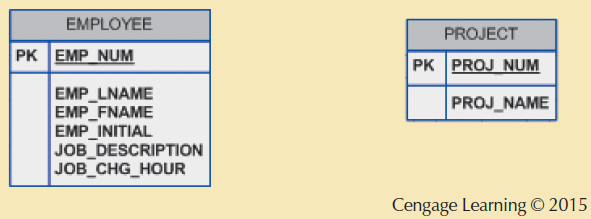 EMPLOYEE
PK EMP_NUM
EMP_LNAME
EMP_FNAME
EMP_INITIAL
JOB_DESCRIPTION
JOB_CHG_HOUR
PROJECT
PK PROJ_NUM
PROJ_NAME
Cengage Learning © 2015